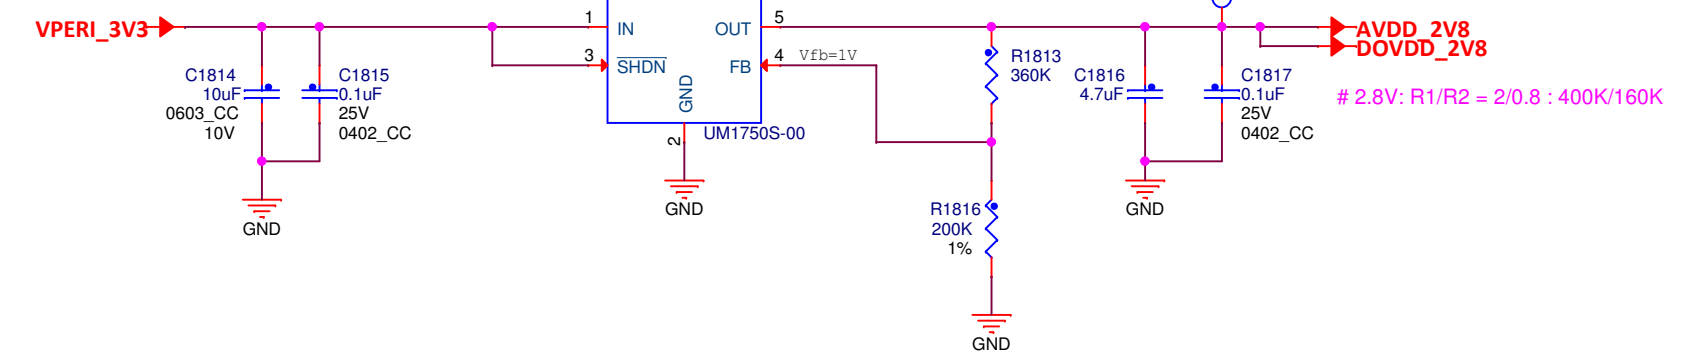 VPERI_3V3
1
IN
OUT
5
3
SHDN
FB
4
Vfb=1V
GND
2
UM1750S-00
C1814
10uF
0603_CC
10V
C1815
0.1uF
25V
0402_CC
GND
GND
R1813
360K
R1816
200K
1%
GND
C1816
4.7uF
C1817
0.1uF
25V
0402_CC
GND
AVDD_2V8
DOVDD_2V8
# 2.8V: R1/R2 = 2/0.8 : 400K/160K